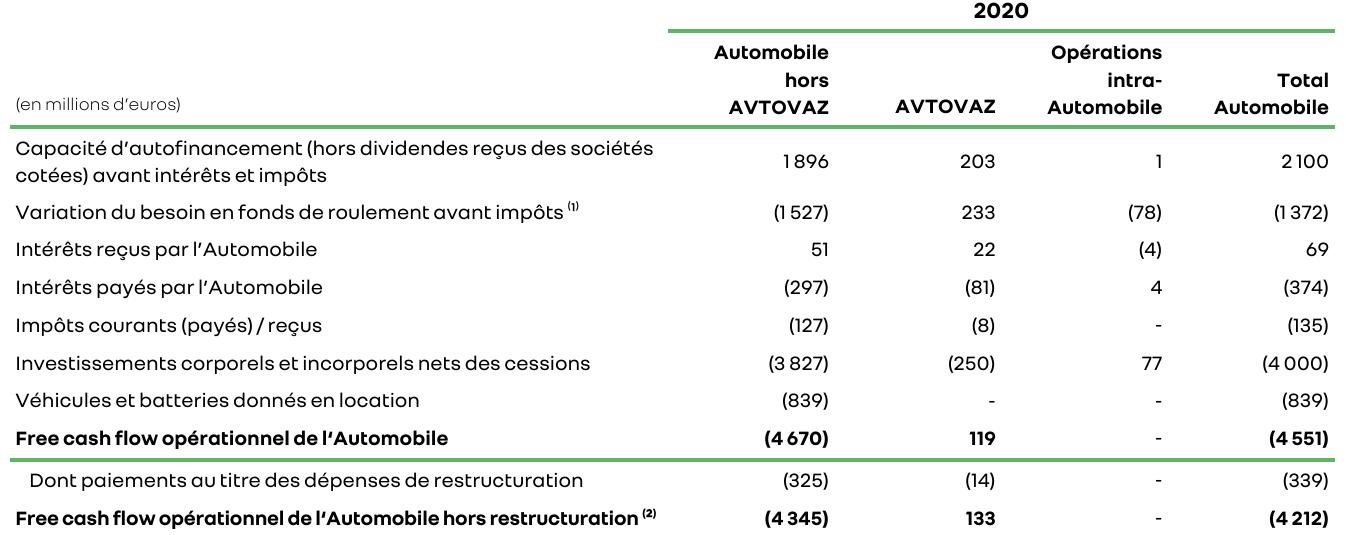 2020
Automobile hors AVTOVAZ AVTOVAZ Opérations intra-Automobile Total Automobile
(en millions d’euros)
Capacité d’autofinancement (hors dividendes reçus des sociétés
cotées) avant intérêts et impôts 1 896 203 1 2 100
Variation du besoin en fonds de roulement avant impôts (1) (1 527) 233 (78) (1 372)
Intérêts reçus par l’Automobile 51 22 (4) 69
Intérêts payés par l’Automobile (297) (81) 4 (374)
Impôts courants (payés) / reçus (127) (8) - (135)
Investissements corporels et incorporels nets des cessions (3 827) (250) 77 (4 000)
Véhicules et batteries donnés en location (839) - - (839)
Free cash flow opérationnel de l’Automobile (4 670) 119 - (4 551)
Dont paiements au titre des dépenses de restructuration (325) (14) - (339)
Free cash flow opérationnel de l’Automobile hors restructuration (2) (4 345) 133 - (4 212)